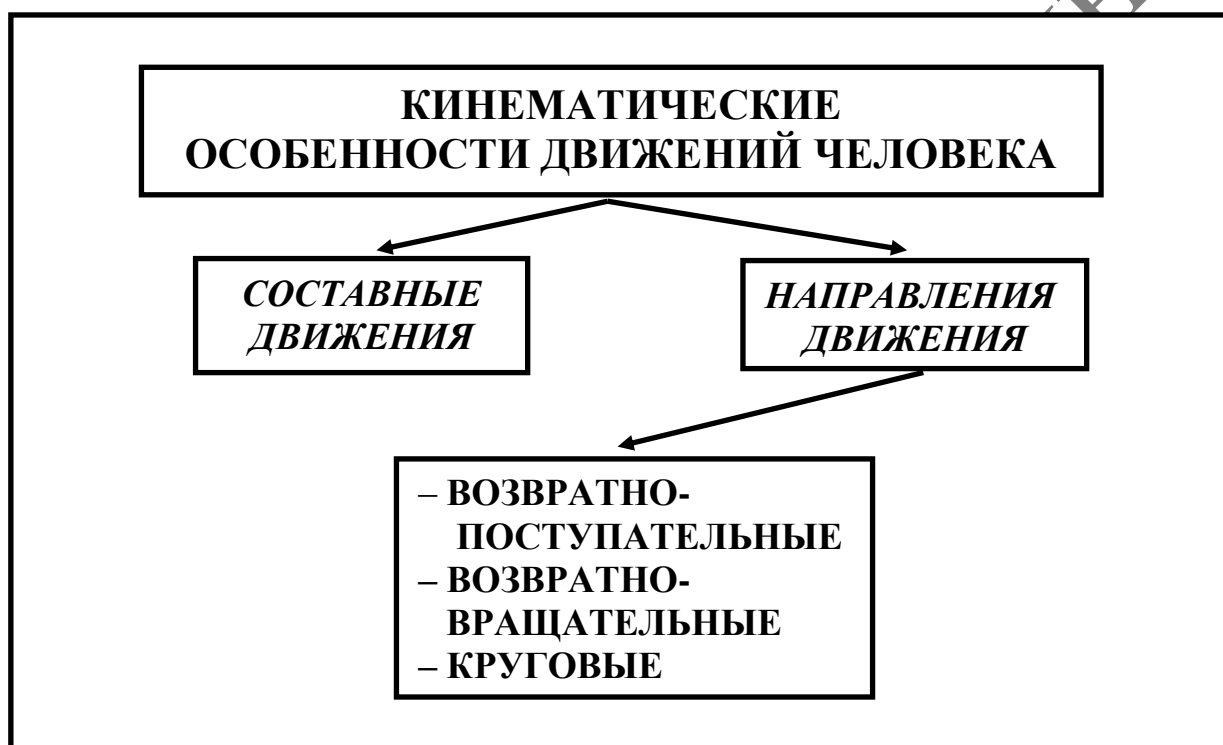 КИНЕМАТИЧЕСКИЕ
ОСОБЕННОСТИ ДВИЖЕНИЙ ЧЕЛОВЕКА
СОСТАВНЫЕ
ДВИЖЕНИЯ
НАПРАВЛЕНИЯ
ДВИЖЕНИЯ
– ВОЗВРАТНО-
ПОСТУПАТЕЛЬНЫЕ
– ВОЗВРАТНО-
ВРАЩАТЕЛЬНЫЕ
– КРУГОВЫЕ